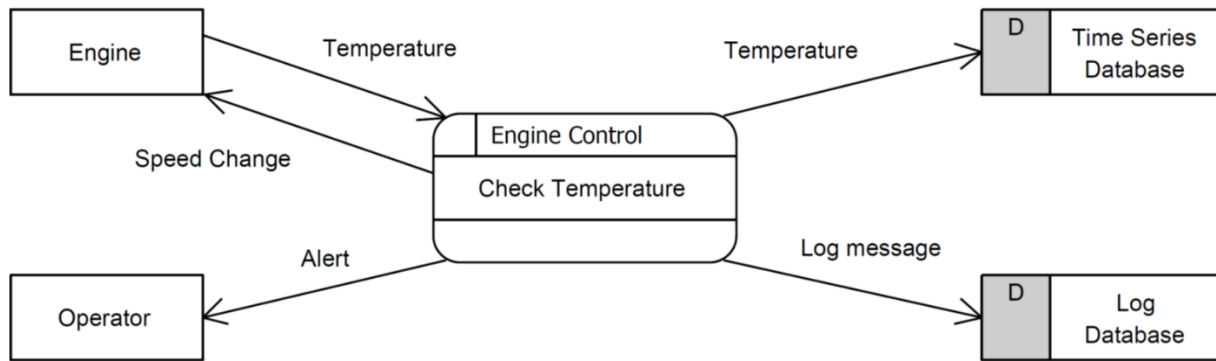 Engine
Temperature
Temperature
D
Time Series
Database
Engine Control
Speed Change
Check Temperature
Alert
Log message
Operator
D
Log
Database